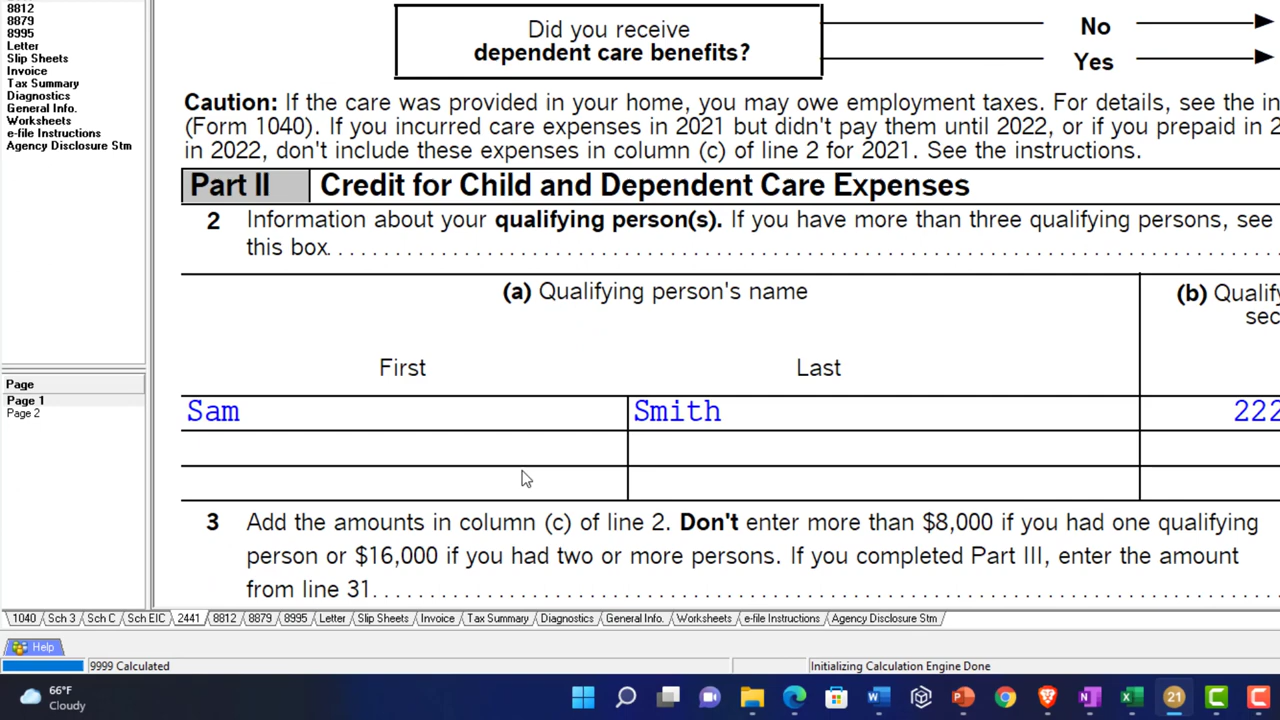 8812
8879
8995
Letter
Slip Sheets
Invoice
Tax Summary
Diagnostics
General Info.
Worksheets
e-file Instructions
Agency Disclosure Stm
Page
Page 1
Page 2
Did you receive
dependent care benefits?
No
Yes
Caution: If the care was provided in your home, you may owe employment taxes. For details, see the in
(Form 1040). If you incurred care expenses in 2021 but didn't pay them until 2022, or if you prepaid in 2
in 2022, don't include these expenses in column (c) of line 2 for 2021. See the instructions.
Part II Credit for Child and Dependent Care Expenses
2 Information about your qualifying person(s). If you have more than three qualifying persons, see
this box
(a) Qualifying person's name
(b) Qualify
sec
First Last
Sam Smith 222
3 Add the amounts in column (c) of line 2. Don't enter more than $8,000 if you had one qualifying
person or $16,000 if you had two or more persons. If you completed Part III, enter the amount
from line 31
1040 Sch 3 Sch C Sch EIC 2441 8812 8879 8995 Letter Slip Sheets Invoice Tax Summary Diagnostics General Info. Worksheets e-file Instructions Agency Disclosure Stm
Help
9999 Calculated Initializing Calculation Engine Done
66°F
Cloudy
21